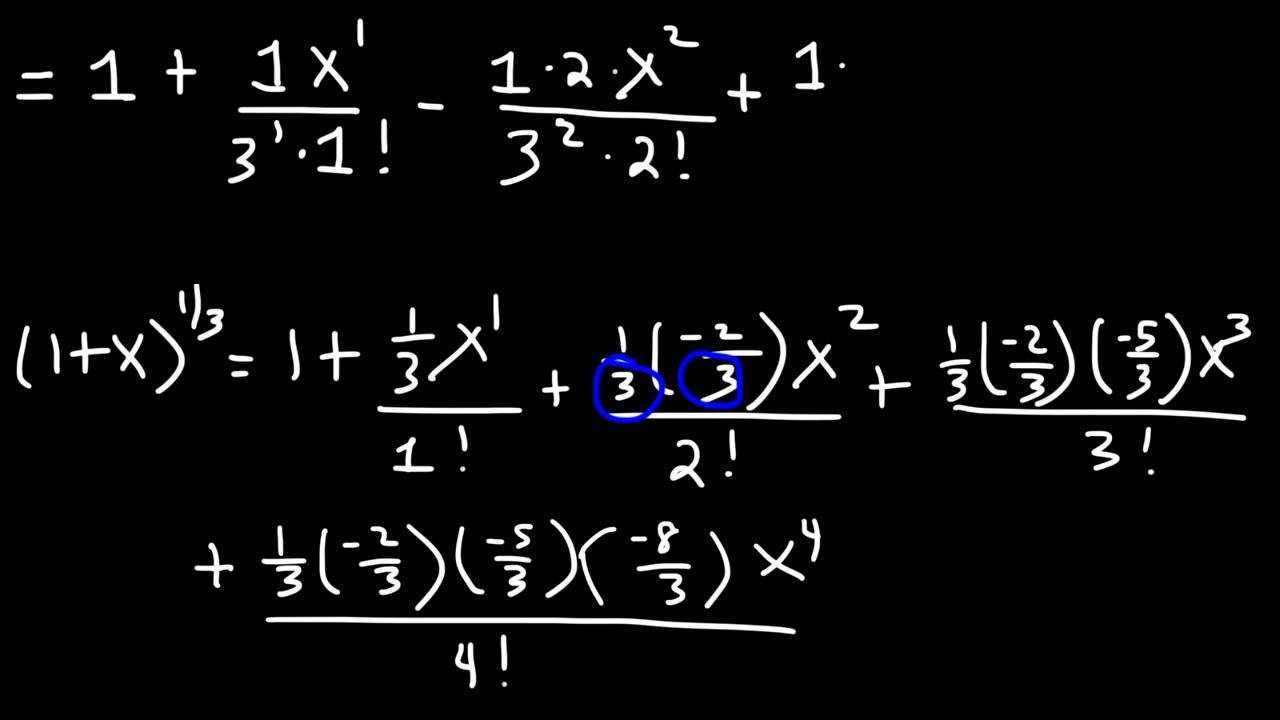 = 1 + 1x¹/(3¹·1!) - 1·2·x²/(3²·2!) + 1·
(1+x)^(1/3) = 1 + (1/3 x¹)/1! + (1/3(-2/3)x²)/2! + (1/3(-2/3)(-5/3)x³)/3!
+ (1/3(-2/3)(-5/3)(-8/3)x⁴)/4!